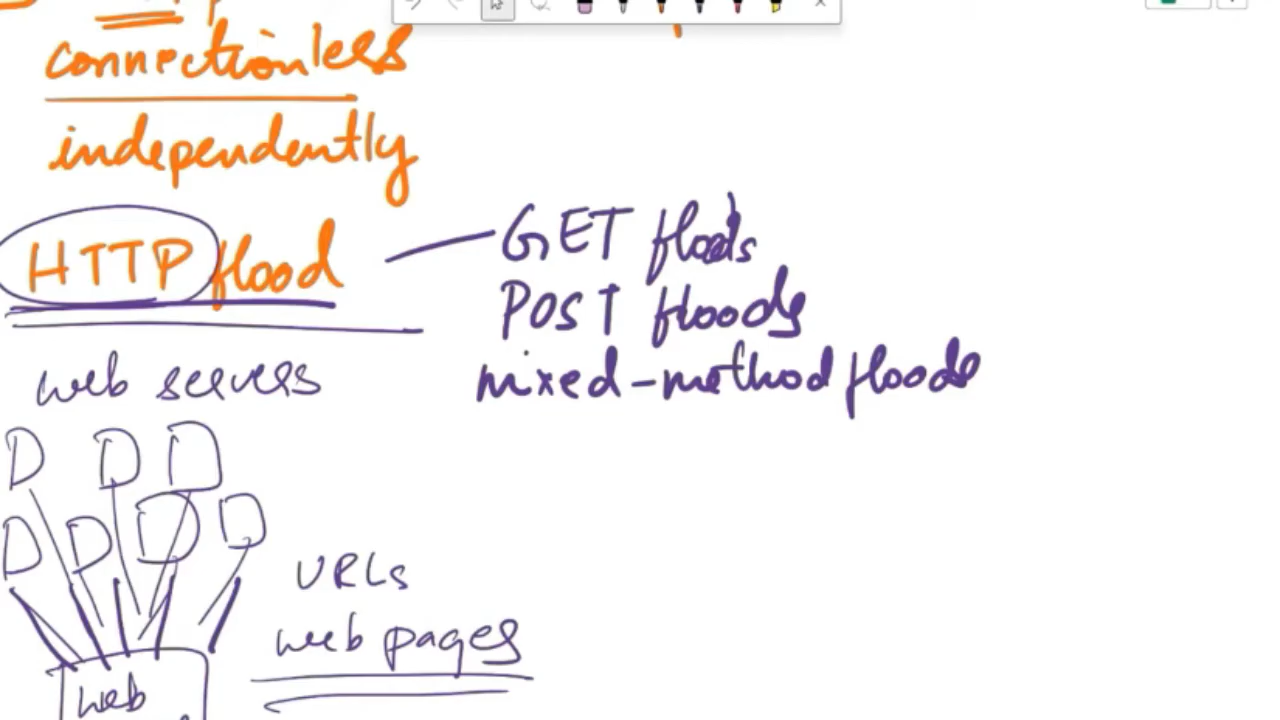 connectionless
independently
HTTP flood
GET floods
POST floods
mixed-method floods
web servers
D D D
D D D D
URLs
web pages
web